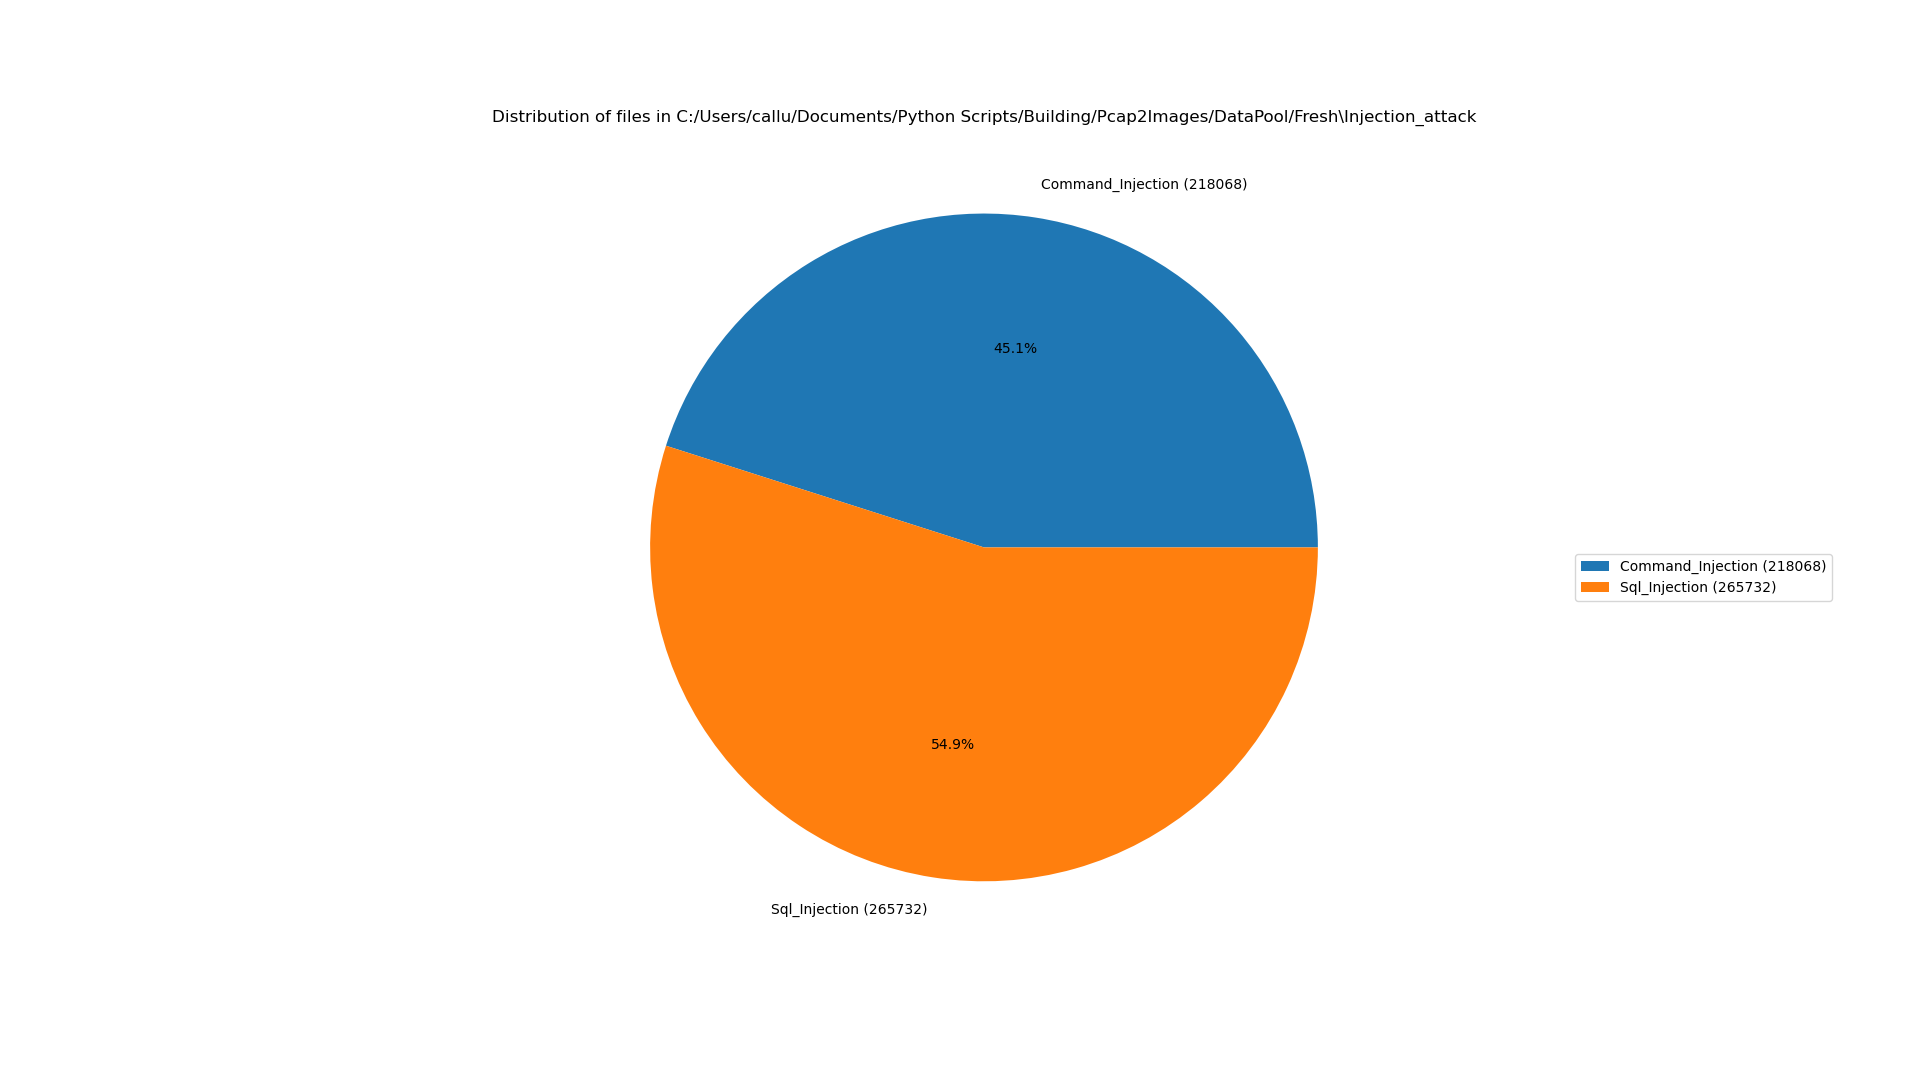 Distribution of files in C:/Users/callu/Documents/Python Scripts/Building/Pcap2Images/DataPool/Fresh\Injection_attack
Command_Injection (218068)
45.1%
Command_Injection (218068)
Sql_Injection (265732)
54.9%
Sql_Injection (265732)